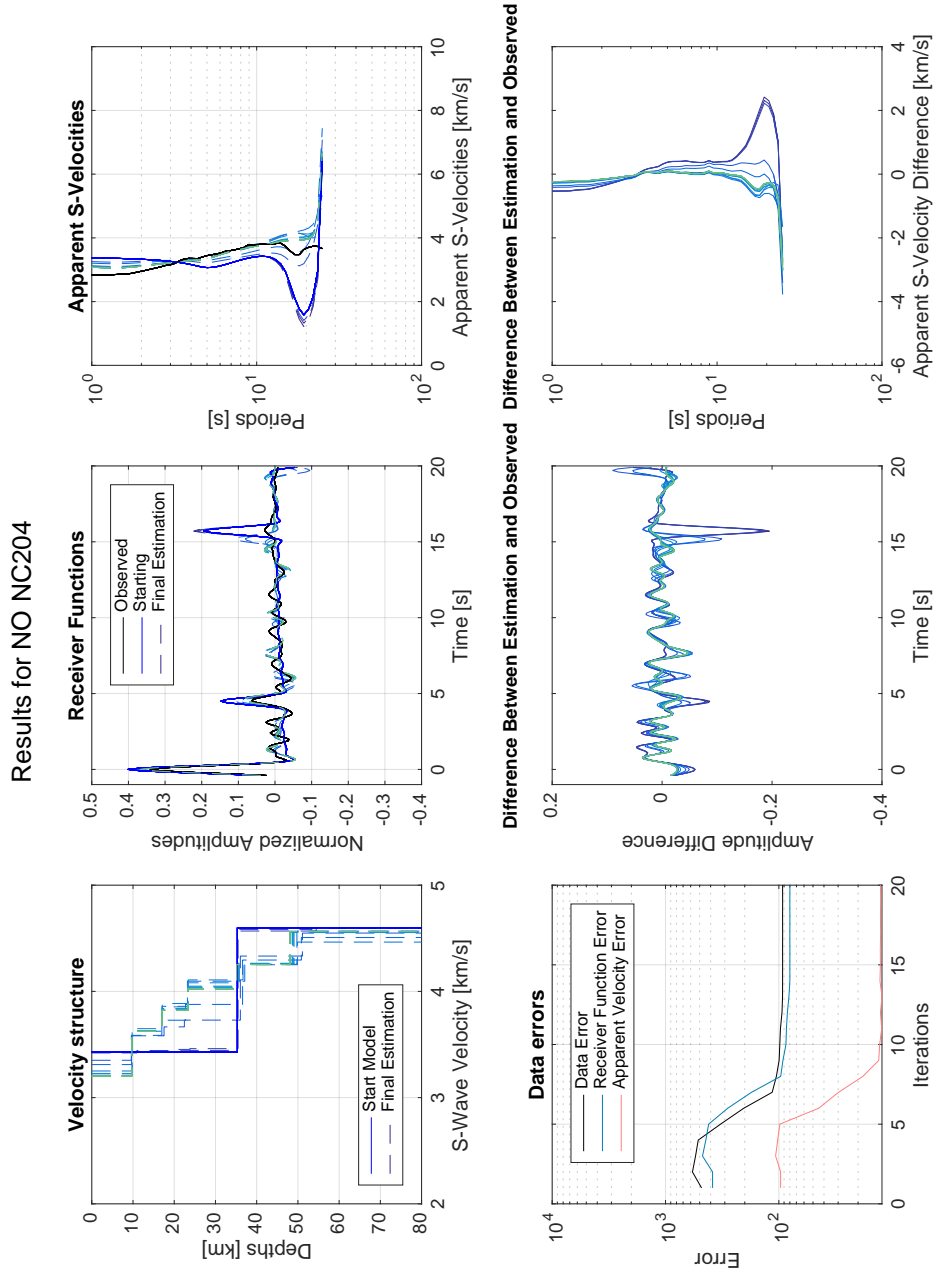 Results for NO NC204
Velocity structure
0
10
20
30
40
50
60
70
80
Depths [km]
2
3
4
5
S-Wave Velocity [km/s]
Start Model
Final Estimation
Receiver Functions
0.5
0.4
0.3
0.2
0.1
0
-0.1
-0.2
-0.3
-0.4
Normalized Amplitudes
0
5
10
15
20
Time [s]
Observed
Starting
Final Estimation
Apparent S-Velocities
10^0
10^1
10^2
Periods [s]
0
2
4
6
8
10
Apparent S-Velocities [km/s]
Data errors
10^4
10^3
10^2
Error
0
5
10
15
20
Iterations
Data Error
Receiver Function Error
Apparent Velocity Error
Difference Between Estimation and Observed
0.2
0
-0.2
-0.4
Amplitude Difference
0
5
10
15
20
Time [s]
Difference Between Estimation and Observed
10^0
10^1
10^2
Periods [s]
-6
-4
-2
0
2
4
Apparent S-Velocity Difference [km/s]